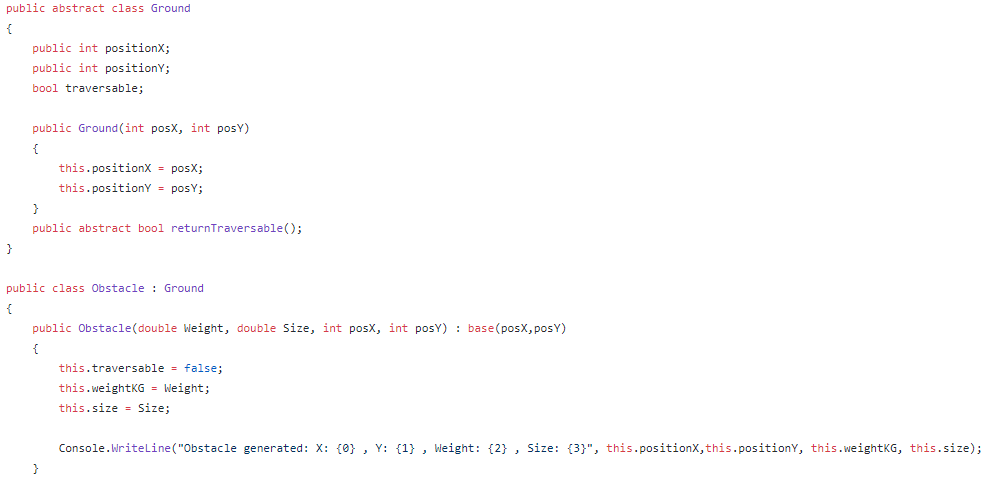 public abstract class Ground
{
    public int positionX;
    public int positionY;
    bool traversable;

    public Ground(int posX, int posY)
    {
        this.positionX = posX;
        this.positionY = posY;
    }
    public abstract bool returnTraversable();
}

public class Obstacle : Ground
{
    public Obstacle(double Weight, double Size, int posX, int posY) : base(posX,posY)
    {
        this.traversable = false;
        this.weightKG = Weight;
        this.size = Size;

        Console.WriteLine("Obstacle generated: X: {0} , Y: {1} , Weight: {2} , Size: {3}", this.positionX,this.positionY, this.weightKG, this.size);
    }